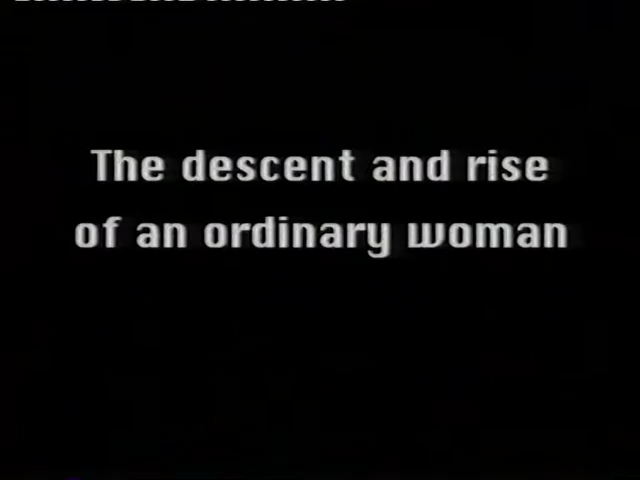 The descent and rise
of an ordinary woman